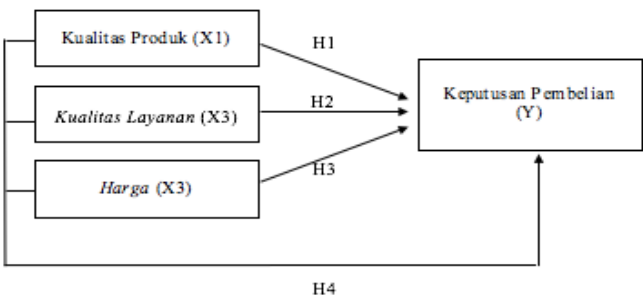 Kualitas Produk (X1)
H1
Kualitas Layanan (X3)
H2
Keputusan Pembelian
(Y)
Harga (X3)
H3
H4